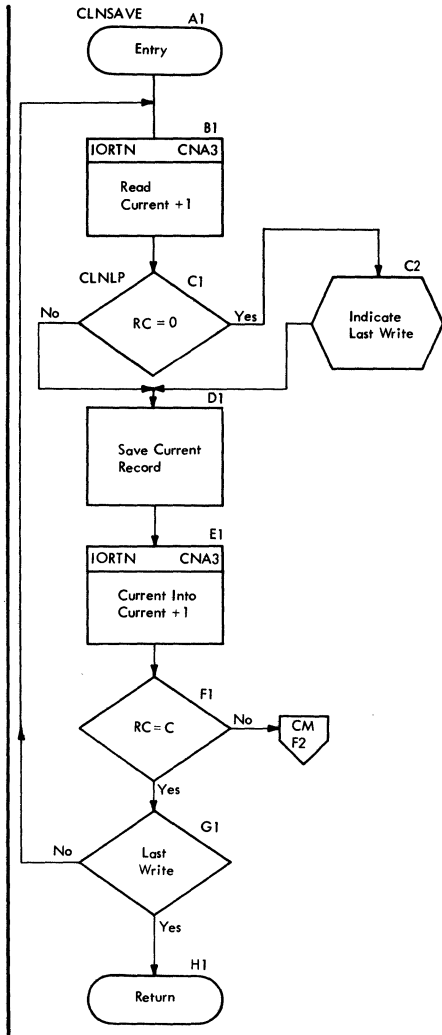 CLNSAVE A1
Entry
B1
IORTN CNA3
Read
Current +1
CLNLP C1
No RC = 0 Yes
C2
Indicate
Last Write
D1
Save Current
Record
E1
IORTN CNA3
Current Into
Current +1
F1
RC = C No
CM
F2
Yes
G1
No Last
Write
Yes
H1
Return